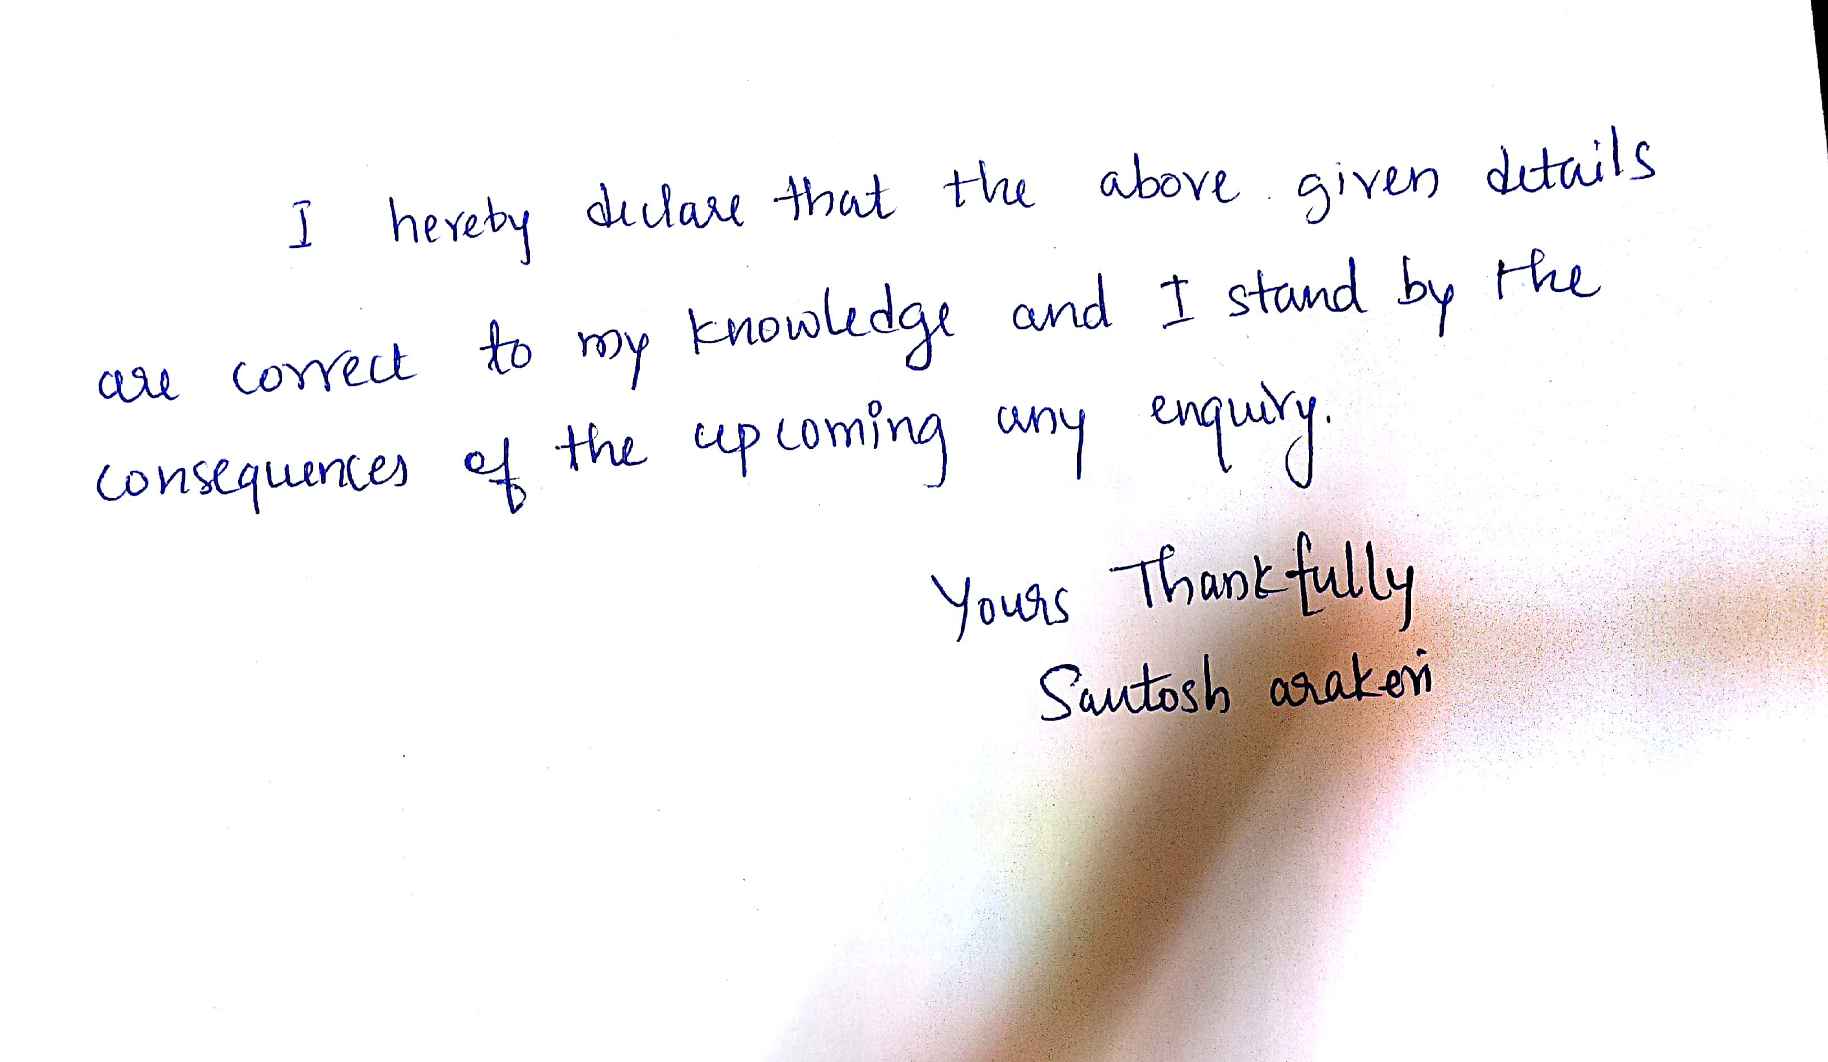 I hereby declare that the above given details
are correct to my knowledge and I stand by the
consequences of the upcoming any enquiry.
Yours Thankfully
Santosh arakeri